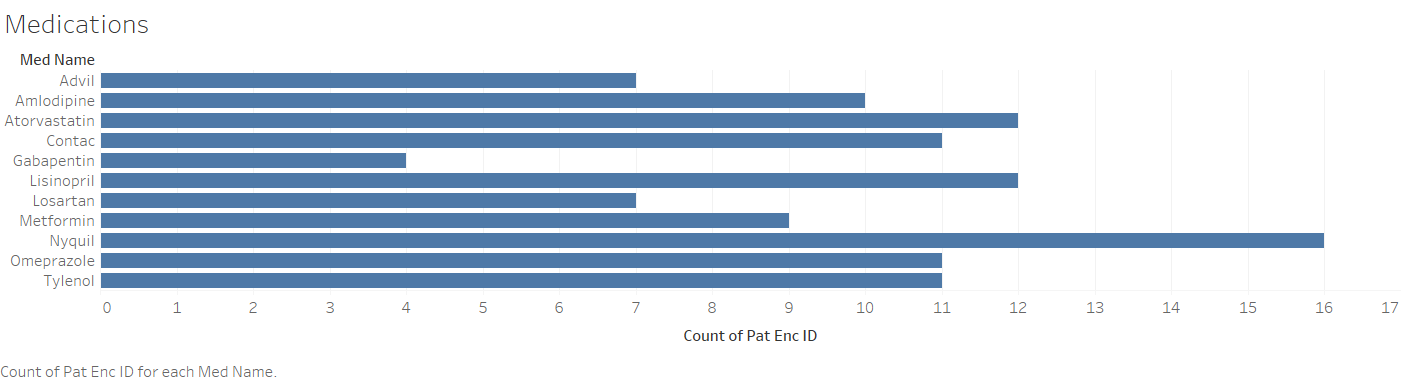 Medications
Med Name
Advil
Amlodipine
Atorvastatin
Contac
Gabapentin
Lisinopril
Losartan
Metformin
Nyquil
Omeprazole
Tylenol
0 1 2 3 4 5 6 7 8 9 10 11 12 13 14 15 16 17
Count of Pat Enc ID
Count of Pat Enc ID for each Med Name.